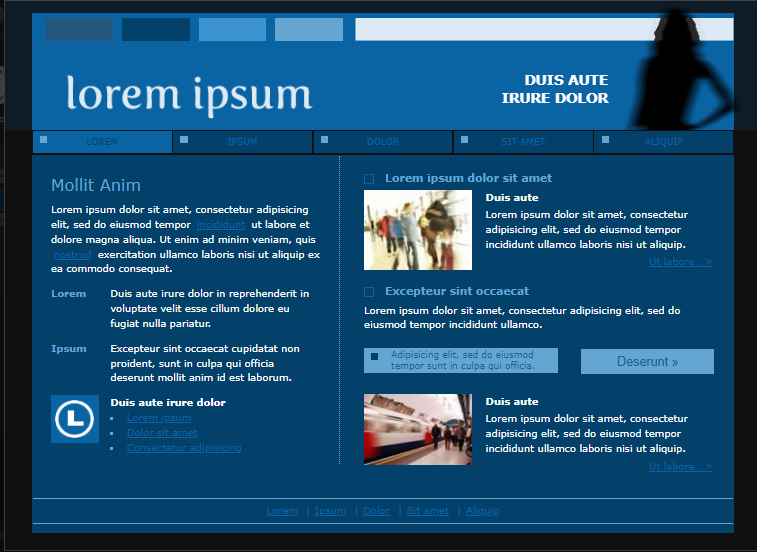 lorem ipsum
DUIS AUTE
IRURE DOLOR
LOREM
IPSUM
DOLOR
SIT AMET
ALIQUIP
Mollit Anim
Lorem ipsum dolor sit amet, consectetur adipisicing
elit, sed do eiusmod tempor incididunt ut labore et
dolore magna aliqua. Ut enim ad minim veniam, quis
nostrud exercitation ullamco laboris nisi ut aliquip ex
ea commodo consequat.
Lorem
Duis aute irure dolor in reprehenderit in
voluptate velit esse cillum dolore eu
fugiat nulla pariatur.
Ipsum
Excepteur sint occaecat cupidatat non
proident, sunt in culpa qui officia
deserunt mollit anim id est laborum.
L
Duis aute irure dolor
Lorem ipsum
Dolor sit amet
Consectetur adipisicing
Lorem ipsum dolor sit amet
Duis aute
Lorem ipsum dolor sit amet,
consectetur adipiscing elit, sed do eiusmod tempor
incididunt ullamco laboris nisi ut aliquip.
Ut labore... »
Excepteur sint occaecat
Lorem ipsum dolor sit amet, consectetur adipisicing elit, sed do
eiusmod tempor incididunt ullamco.
Adipisicing elit, sed do eiusmod
tempor sunt in culpa qui officia.
Deserunt »
Duis aute
Lorem ipsum dolor sit amet, consectetur
adipisicing elit, sed do eiusmod tempor
incididunt ullamco laboris nisi ut aliquip.
Ut labore... »
Lorem | Ipsum | Dolor | Sit amet | Aliquip